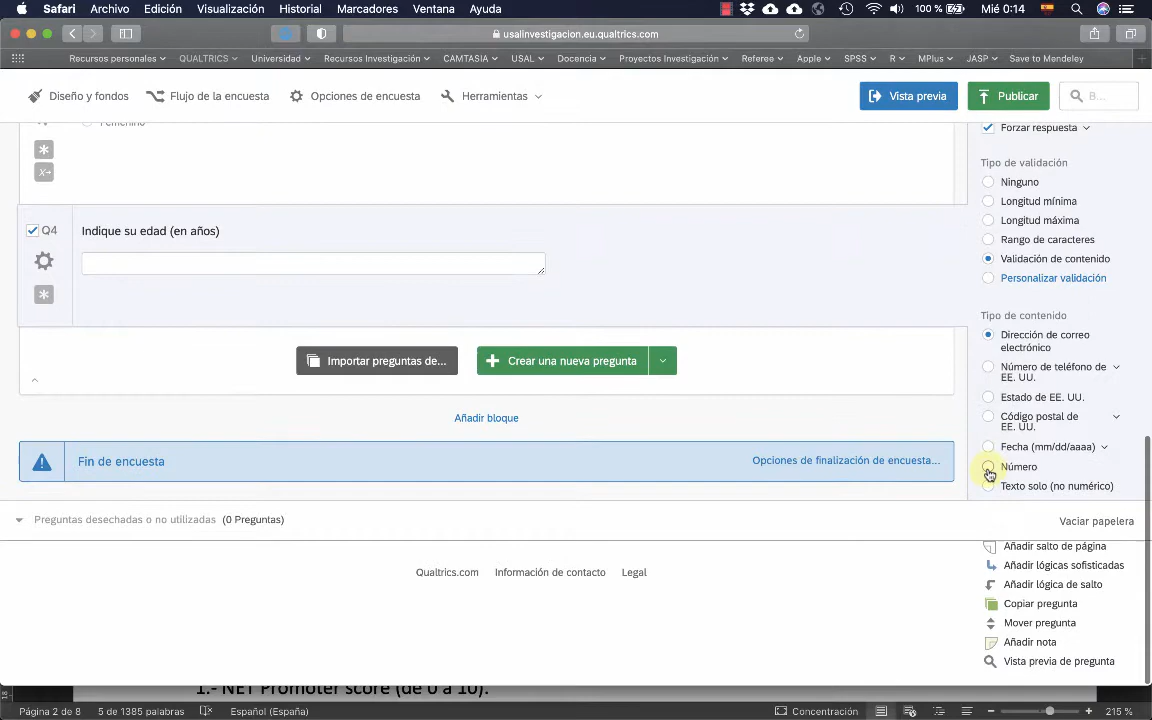 Safari Archivo Edición Visualización Historial Marcadores Ventana Ayuda 100 % Mié 0:14
usalinvestigacion.eu.qualtrics.com
Recursos personales QUALTRICS Universidad Recursos Investigación CAMTASIA USAL Docencia Proyectos Investigación Referee Apple SPSS R MPlus JASP Save to Mendeley
Diseño y fondos Flujo de la encuesta Opciones de encuesta Herramientas Vista previa Publicar B...
Femenino
Forzar respuesta
X→
Tipo de validación
Ninguno
Longitud mínima
Longitud máxima
Q4 Indique su edad (en años)
Rango de caracteres
Validación de contenido
Personalizar validación
Tipo de contenido
Dirección de correo
electrónico
Importar preguntas de... Crear una nueva pregunta
Número de teléfono de
EE. UU.
Estado de EE. UU.
Añadir bloque
Código postal de
EE. UU.
Fecha (mm/dd/aaaa)
Fin de encuesta Opciones de finalización de encuesta...
Número
Texto solo (no numérico)
Preguntas desechadas o no utilizadas (0 Preguntas) Vaciar papelera
Añadir salto de página
Añadir lógicas sofisticadas
Qualtrics.com Información de contacto Legal
Añadir lógica de salto
Copiar pregunta
Mover pregunta
Añadir nota
Vista previa de pregunta
1.- NET Promoter score (de 0 a 10).
18
Página 2 de 8 5 de 1385 palabras Español (España) Concentración 215 %